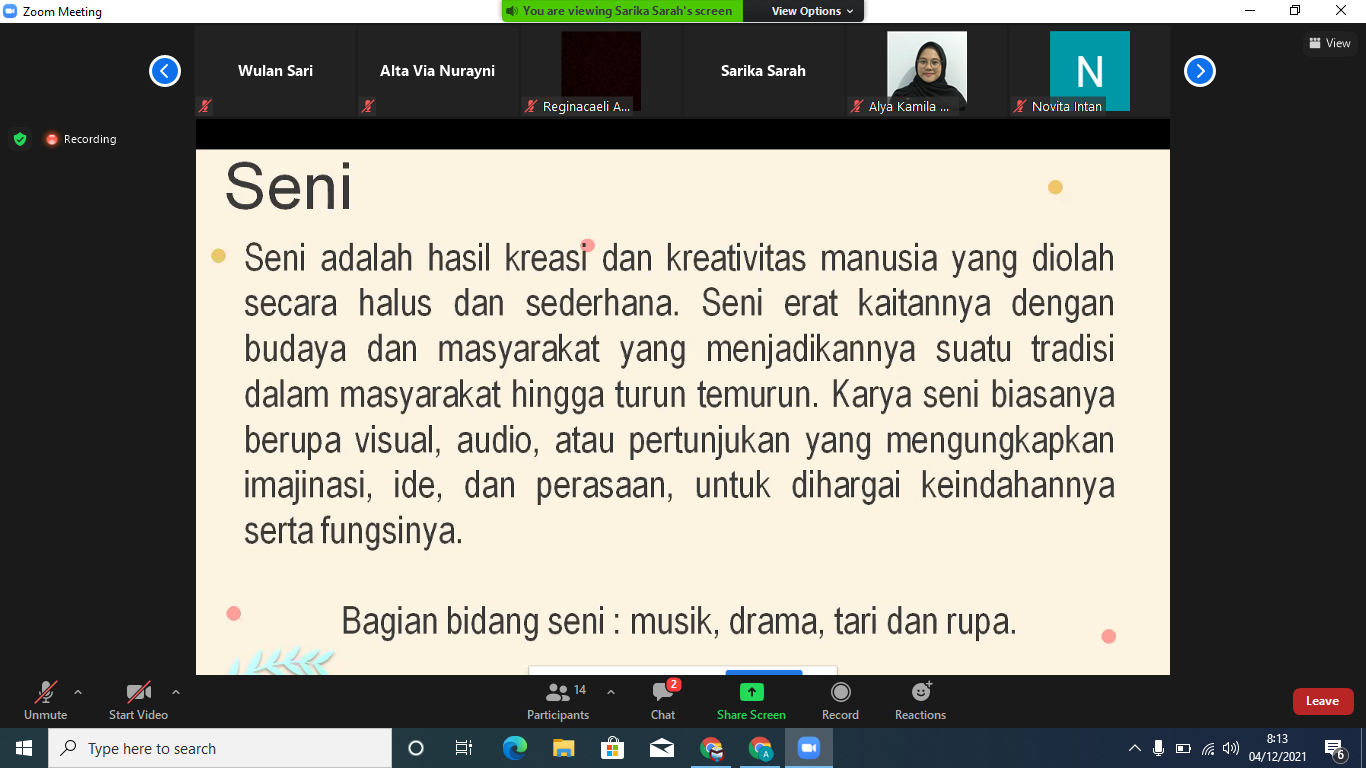 Zoom Meeting
You are viewing Sarika Sarah's screen
View Options
View
Wulan Sari
Alta Via Nurayni
Reginacaeli A...
Sarika Sarah
Alya Kamila ...
N
Novita Intan
Recording
Seni
Seni adalah hasil kreasi dan kreativitas manusia yang diolah
secara halus dan sederhana. Seni erat kaitannya dengan
budaya dan masyarakat yang menjadikannya suatu tradisi
dalam masyarakat hingga turun temurun. Karya seni biasanya
berupa visual, audio, atau pertunjukan yang mengungkapkan
imajinasi, ide, dan perasaan, untuk dihargai keindahannya
serta fungsinya.
Bagian bidang seni : musik, drama, tari dan rupa.
Unmute
Start Video
14
Participants
2
Chat
Share Screen
Record
Reactions
Leave
Type here to search
A
8:13
04/12/2021
6